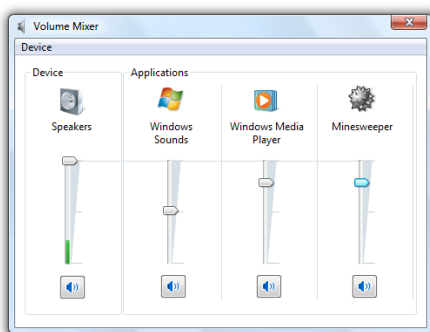 Volume Mixer
Device
Device
Applications
Speakers
Windows
Sounds
Windows Media
Player
Minesweeper